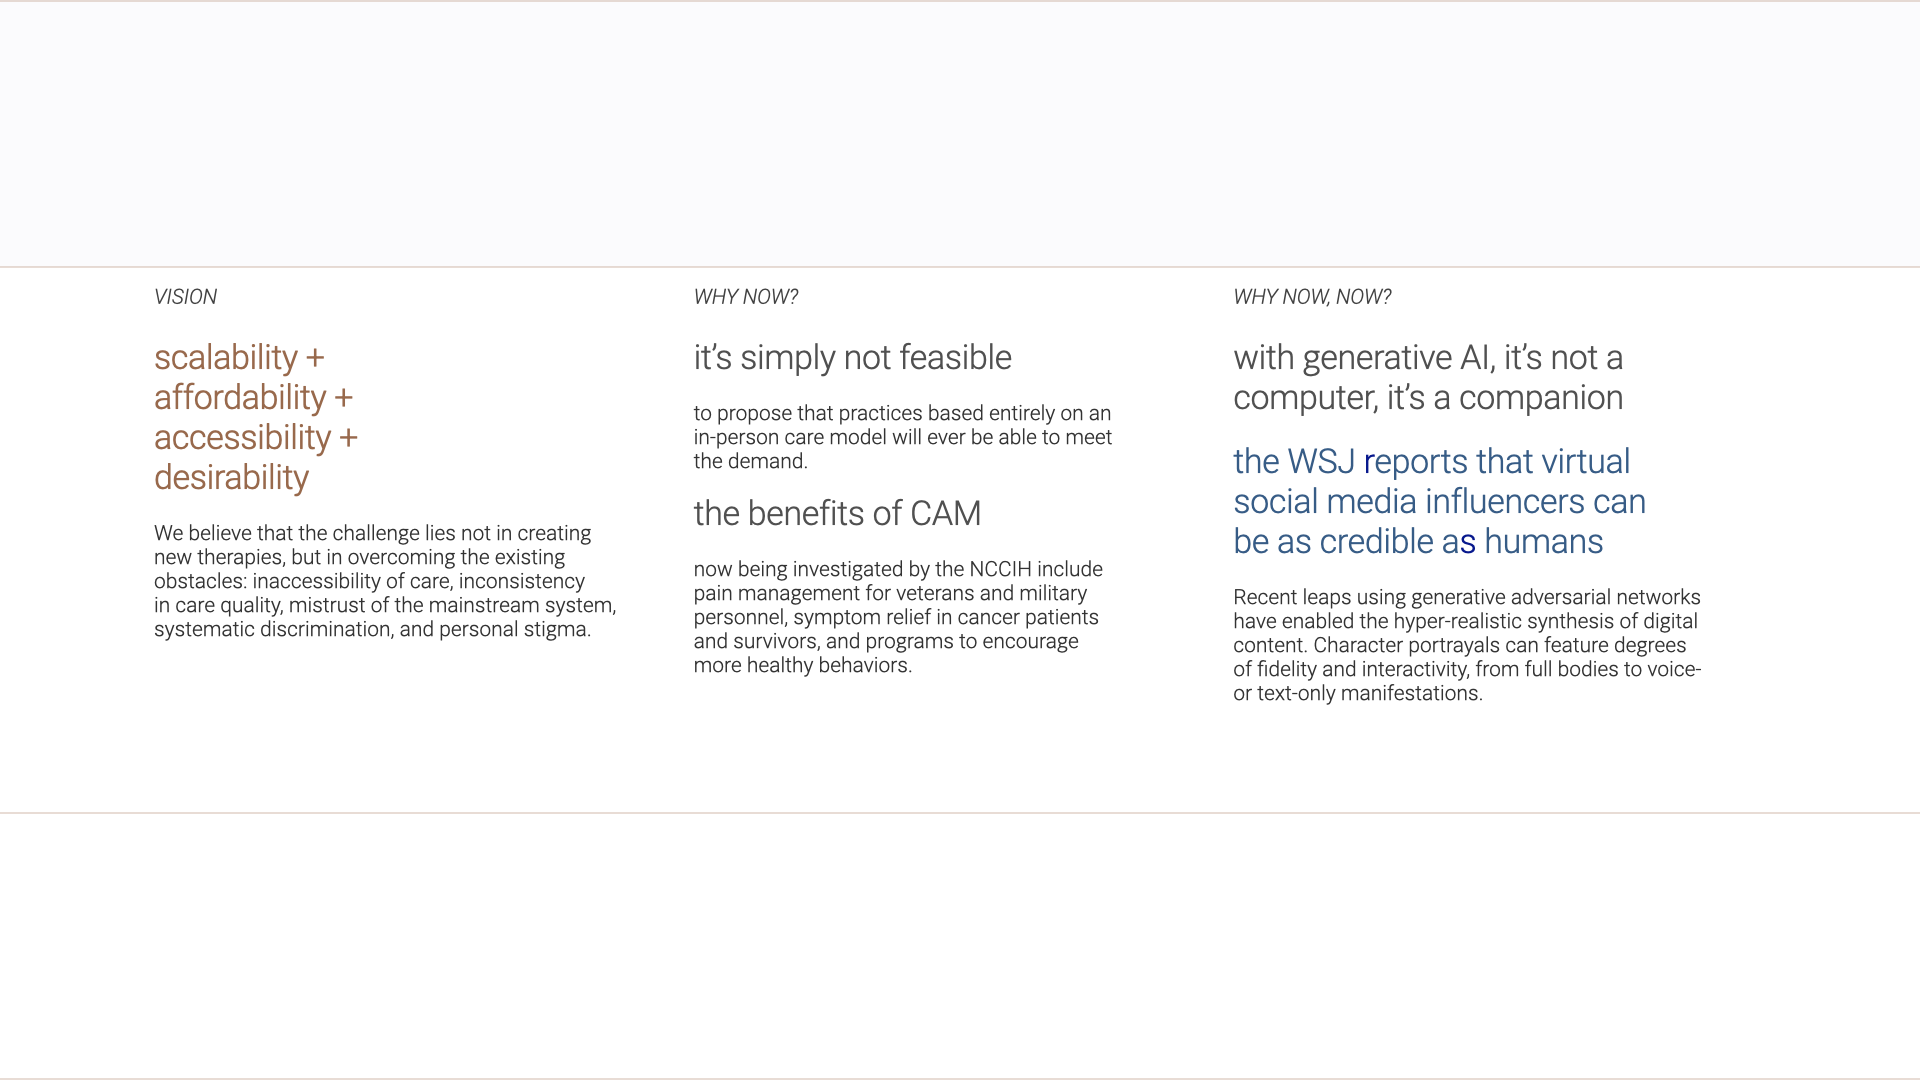 VISION
scalability +
affordability +
accessibility +
desirability
We believe that the challenge lies not in creating
new therapies, but in overcoming the existing
obstacles: inaccessibility of care, inconsistency
in care quality, mistrust of the mainstream system,
systematic discrimination, and personal stigma.
WHY NOW?
it’s simply not feasible
to propose that practices based entirely on an
in-person care model will ever be able to meet
the demand.
the benefits of CAM
now being investigated by the NCCIH include
pain management for veterans and military
personnel, symptom relief in cancer patients
and survivors, and programs to encourage
more healthy behaviors.
WHY NOW, NOW?
with generative AI, it’s not a
computer, it’s a companion
the WSJ reports that virtual
social media influencers can
be as credible as humans
Recent leaps using generative adversarial networks
have enabled the hyper-realistic synthesis of digital
content. Character portrayals can feature degrees
of fidelity and interactivity, from full bodies to voice-
or text-only manifestations.